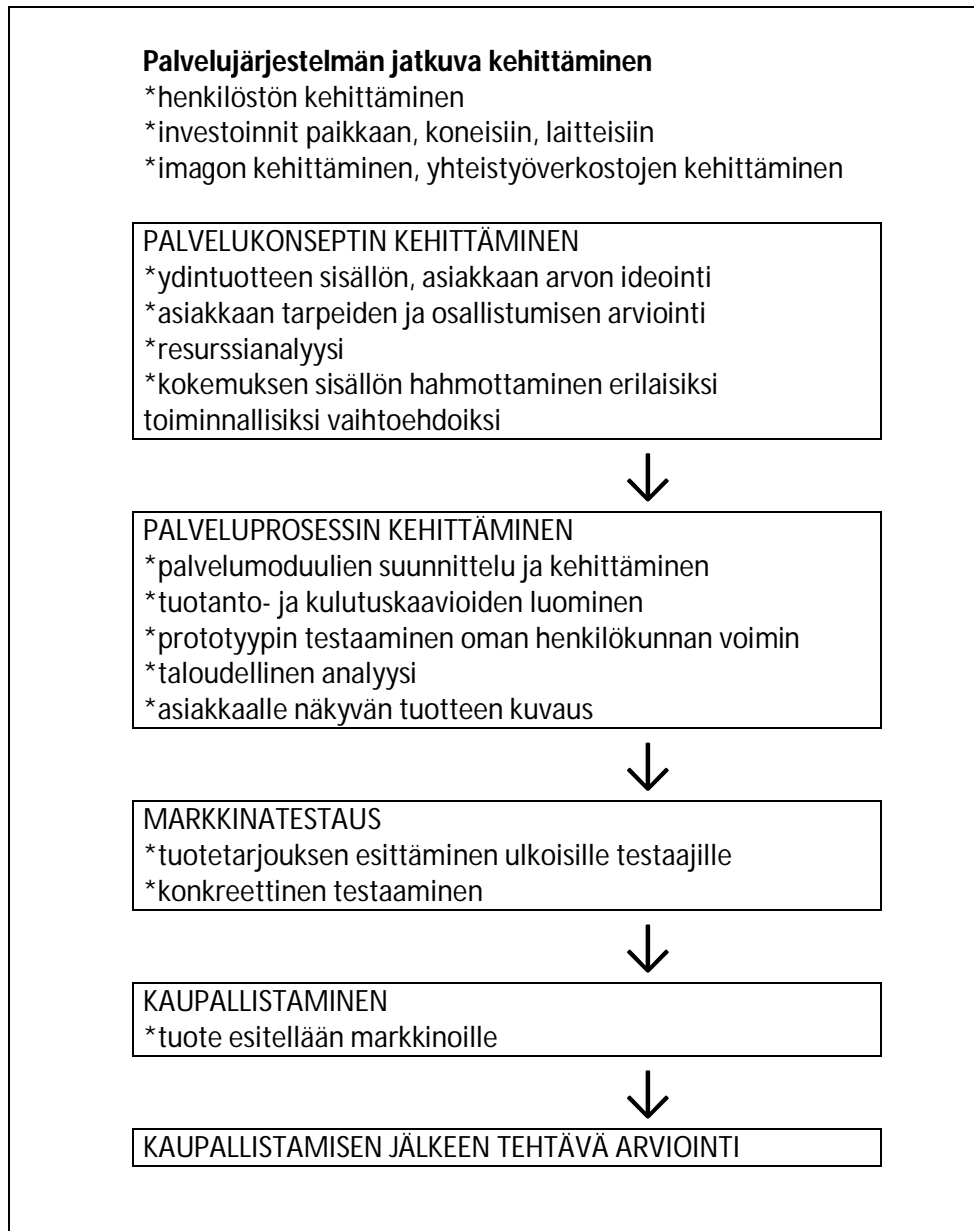 Palvelujärjestelmän jatkuva kehittäminen
*henkilöstön kehittäminen
*investoinnit paikkaan, koneisiin, laitteisiin
*imagon kehittäminen, yhteistyöverkostojen kehittäminen
PALVELUKONSEPTIN KEHITTÄMINEN
*ydintuotteen sisällön, asiakkaan arvon ideointi
*asiakkaan tarpeiden ja osallistumisen arviointi
*resurssianalyysi
*kokemuksen sisällön hahmottaminen erilaisiksi
toiminnallisiksi vaihtoehdoiksi
PALVELUPROSESSIN KEHITTÄMINEN
*palvelumoduulien suunnittelu ja kehittäminen
*tuotanto- ja kulutuskaavioiden luominen
*prototyypin testaaminen oman henkilökunnan voimin
*taloudellinen analyysi
*asiakkaalle näkyvän tuotteen kuvaus
MARKKINATESTAUS
*tuotetarjouksen esittäminen ulkoisille testaajille
*konkreettinen testaaminen
KAUPALLISTAMINEN
*tuote esitellään markkinoille
KAUPALLISTAMISEN JÄLKEEN TEHTÄVÄ ARVIOINTI